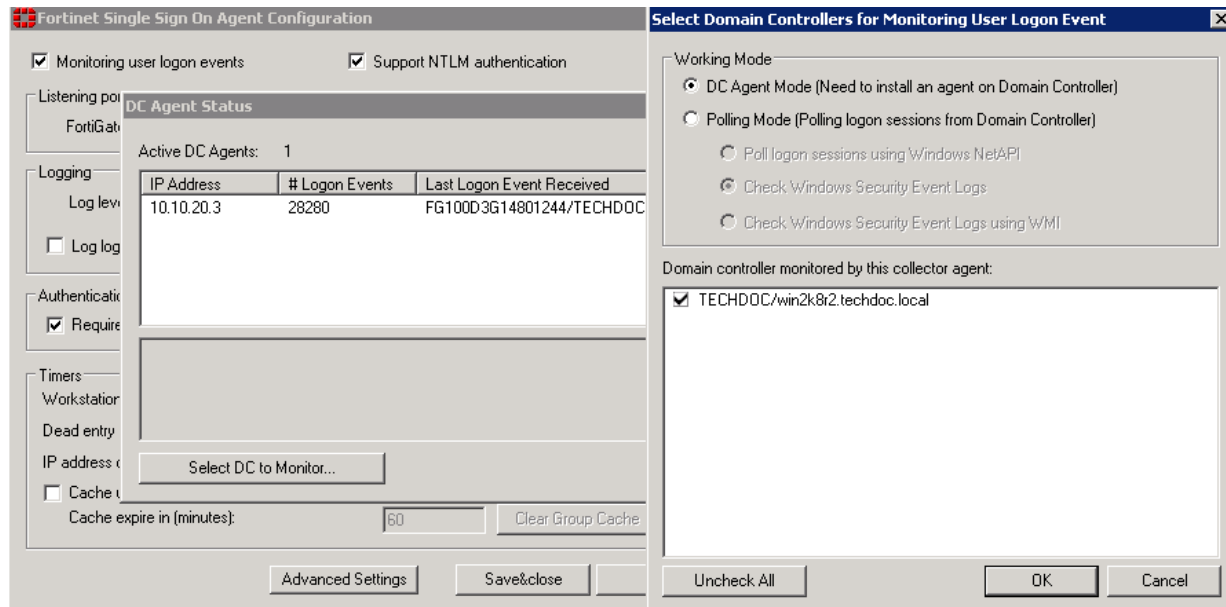 Fortinet Single Sign On Agent Configuration
Monitoring user logon events
Support NTLM authentication
Listening por
FortiGat
Logging
Log leve
Log log
Authenticatio
Require
Timers
Workstation
Dead entry
IP address c
Cache u
Cache expire in (minutes):
60
Clear Group Cache
Advanced Settings
Save&close
DC Agent Status
Active DC Agents: 1
IP Address # Logon Events Last Logon Event Received
10.10.20.3 28280 FG100D3G14801244/TECHDOC
Select DC to Monitor...
Select Domain Controllers for Monitoring User Logon Event
Working Mode
DC Agent Mode (Need to install an agent on Domain Controller)
Polling Mode (Polling logon sessions from Domain Controller)
Poll logon sessions using Windows NetAPI
Check Windows Security Event Logs
Check Windows Security Event Logs using WMI
Domain controller monitored by this collector agent:
TECHDOC/win2k8r2.techdoc.local
Uncheck All
OK
Cancel